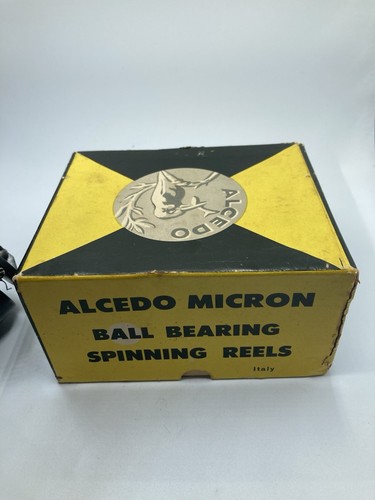 ALCEDO
ALCEDO MICRON
BALL BEARING
SPINNING REELS
Italy